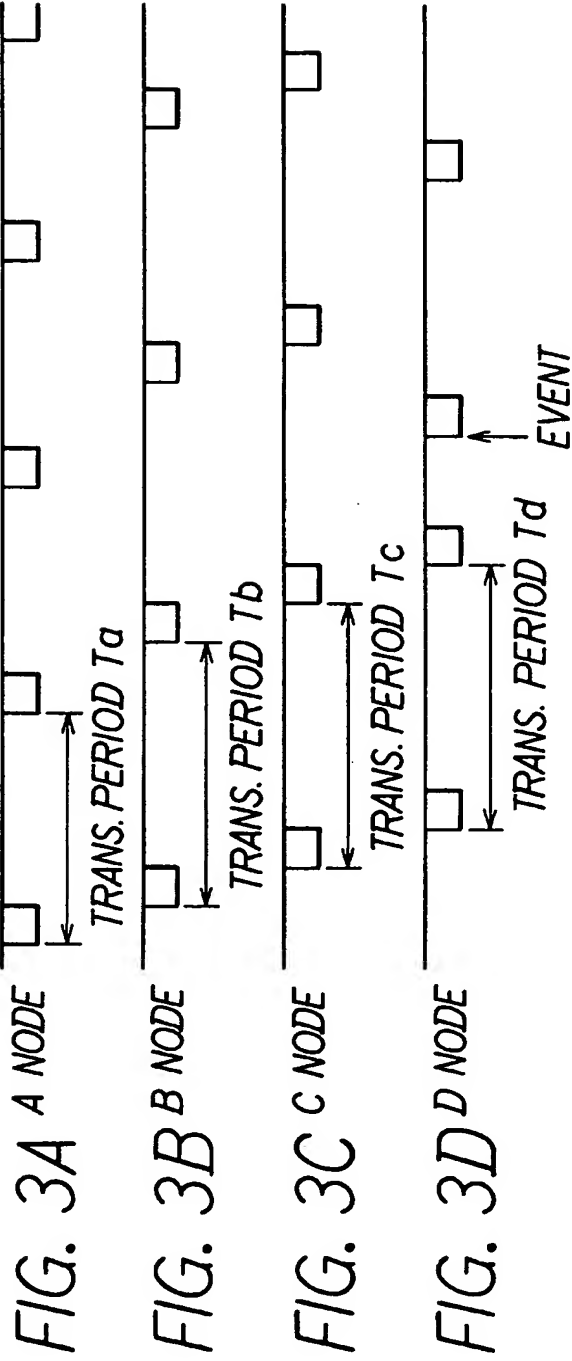 FIG. 3A A NODE
TRANS. PERIOD Ta
FIG. 3B B NODE
TRANS. PERIOD Tb
FIG. 3C C NODE
TRANS. PERIOD Tc
FIG. 3D D NODE
TRANS. PERIOD Td
EVENT